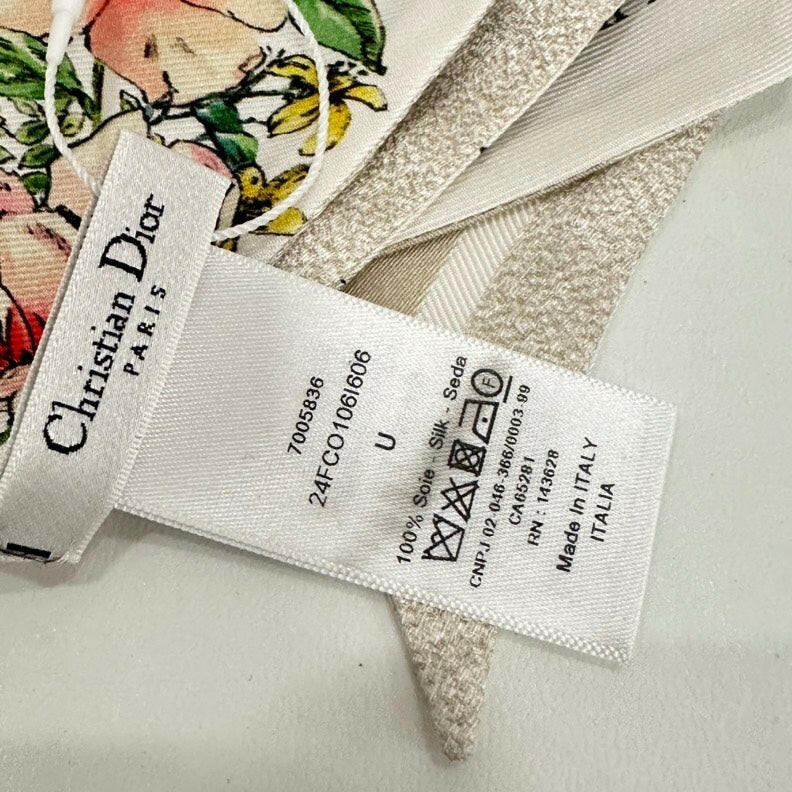 Christian Dior
PARIS
7005836
24FCO106I606
U
100% Soie - Silk - Seda
F
CNPJ 02 046-366/0003-99
CA65281
RN : 143628
Made In ITALY
ITALIA